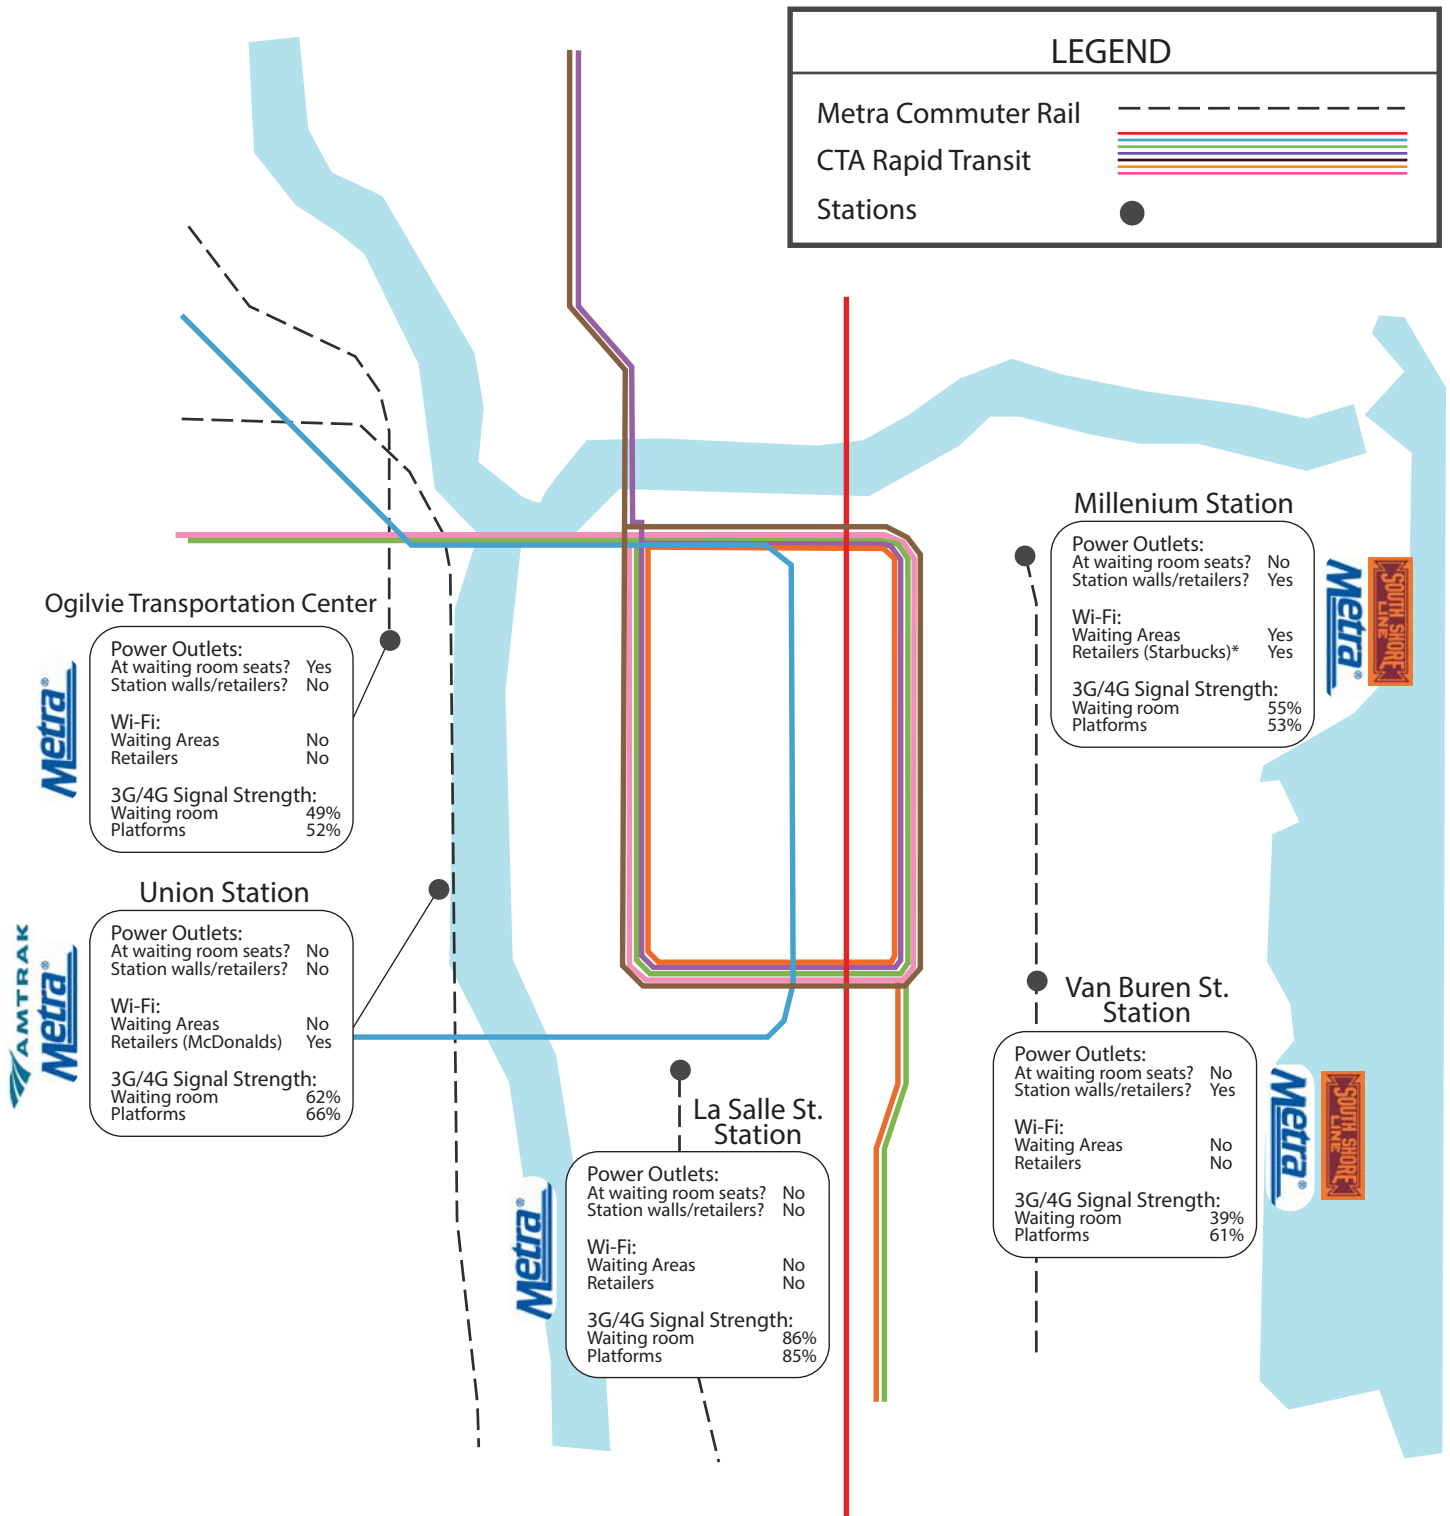 LEGEND
Metra Commuter Rail
CTA Rapid Transit
Stations
Millenium Station
Power Outlets:
At waiting room seats? No
Station walls/retailers? Yes
Wi-Fi:
Waiting Areas Yes
Retailers (Starbucks)* Yes
3G/4G Signal Strength:
Waiting room 55%
Platforms 53%
Metra®
SOUTH SHORE
LINE
Ogilvie Transportation Center
Power Outlets:
At waiting room seats? Yes
Station walls/retailers? No
Wi-Fi:
Waiting Areas No
Retailers No
3G/4G Signal Strength:
Waiting room 49%
Platforms 52%
Metra®
Union Station
Power Outlets:
At waiting room seats? No
Station walls/retailers? No
Wi-Fi:
Waiting Areas No
Retailers (McDonalds) Yes
3G/4G Signal Strength:
Waiting room 62%
Platforms 66%
AMTRAK
Metra®
Van Buren St.
Station
Power Outlets:
At waiting room seats? No
Station walls/retailers? Yes
Wi-Fi:
Waiting Areas No
Retailers No
3G/4G Signal Strength:
Waiting room 39%
Platforms 61%
Metra®
SOUTH SHORE
LINE
La Salle St.
Station
Power Outlets:
At waiting room seats? No
Station walls/retailers? No
Wi-Fi:
Waiting Areas No
Retailers No
3G/4G Signal Strength:
Waiting room 86%
Platforms 85%
Metra®